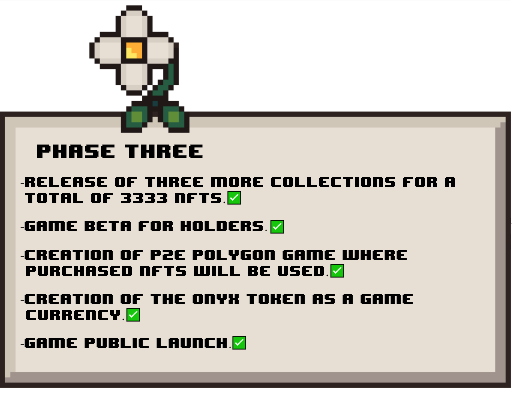 PHASE THREE
-RELEASE OF THREE MORE COLLECTIONS FOR A
TOTAL OF 3333 NFTS.✅
-GAME BETA FOR HOLDERS.✅
-CREATION OF P2E POLYGON GAME WHERE
PURCHASED NFTS WILL BE USED.✅
-CREATION OF THE ONYX TOKEN AS A GAME
CURRENCY.✅
-GAME PUBLIC LAUNCH.✅